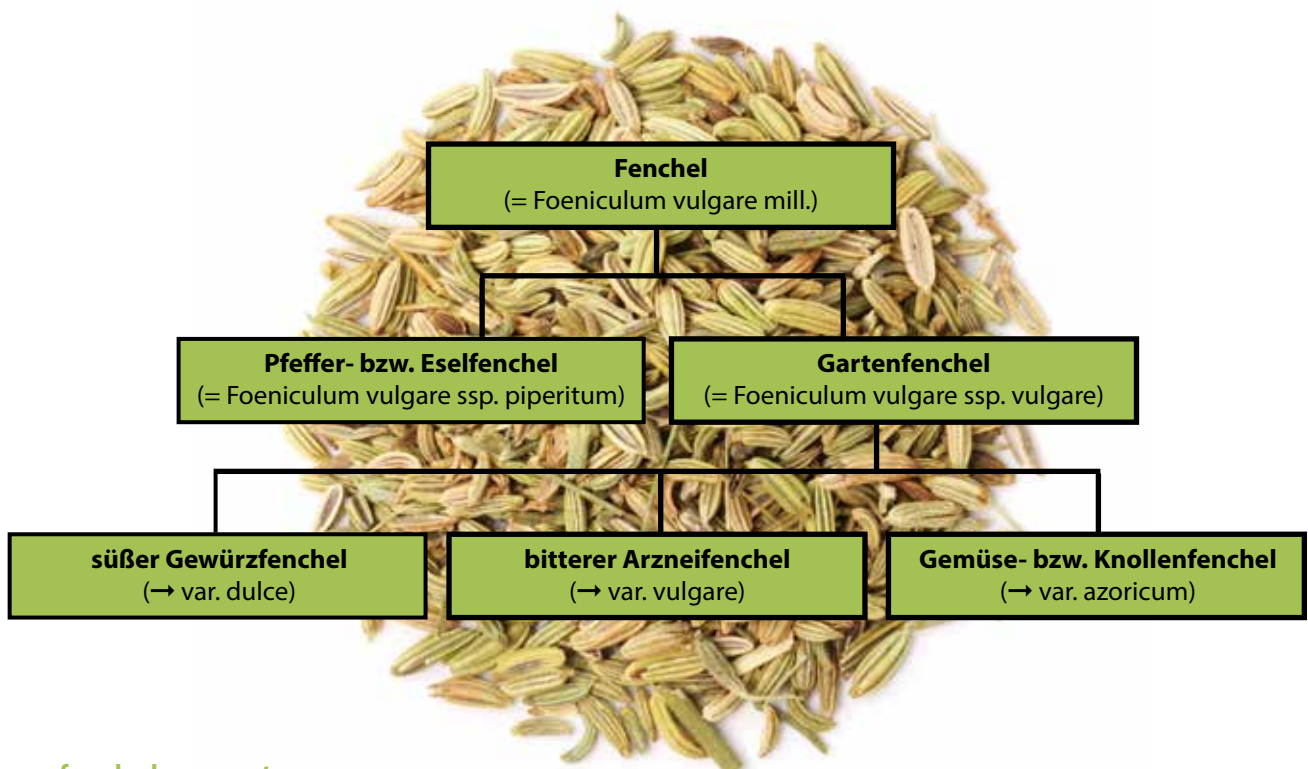 Fenchel
(= Foeniculum vulgare mill.)
Pfeffer- bzw. Eselfenchel
(= Foeniculum vulgare ssp. piperitum)
Gartenfenchel
(= Foeniculum vulgare ssp. vulgare)
süßer Gewürzfenchel
(→ var. dulce)
bitterer Arzneifenchel
(→ var. vulgare)
Gemüse- bzw. Knollenfenchel
(→ var. azoricum)